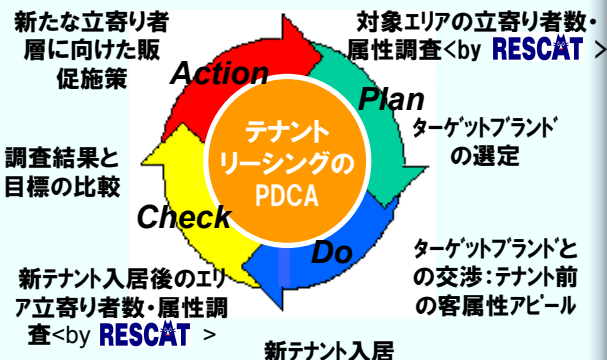 新たな立寄り者
層に向けた販
促施策
対象エリアの立寄り者数・
属性調査<by RESCAT >
Action
Plan
ﾀｰｹﾞｯﾄﾌﾞﾗﾝﾄﾞ
の選定
テナント
リーシングの
PDCA
調査結果と
目標の比較
Check
Do
ﾀｰｹﾞｯﾄﾌﾞﾗﾝﾄﾞと
の交渉：テナント前
の客属性ｱﾋﾟｰﾙ
新テナント入居後のエリ
ア立寄り者数・属性調
査<by RESCAT >
新テナント入居